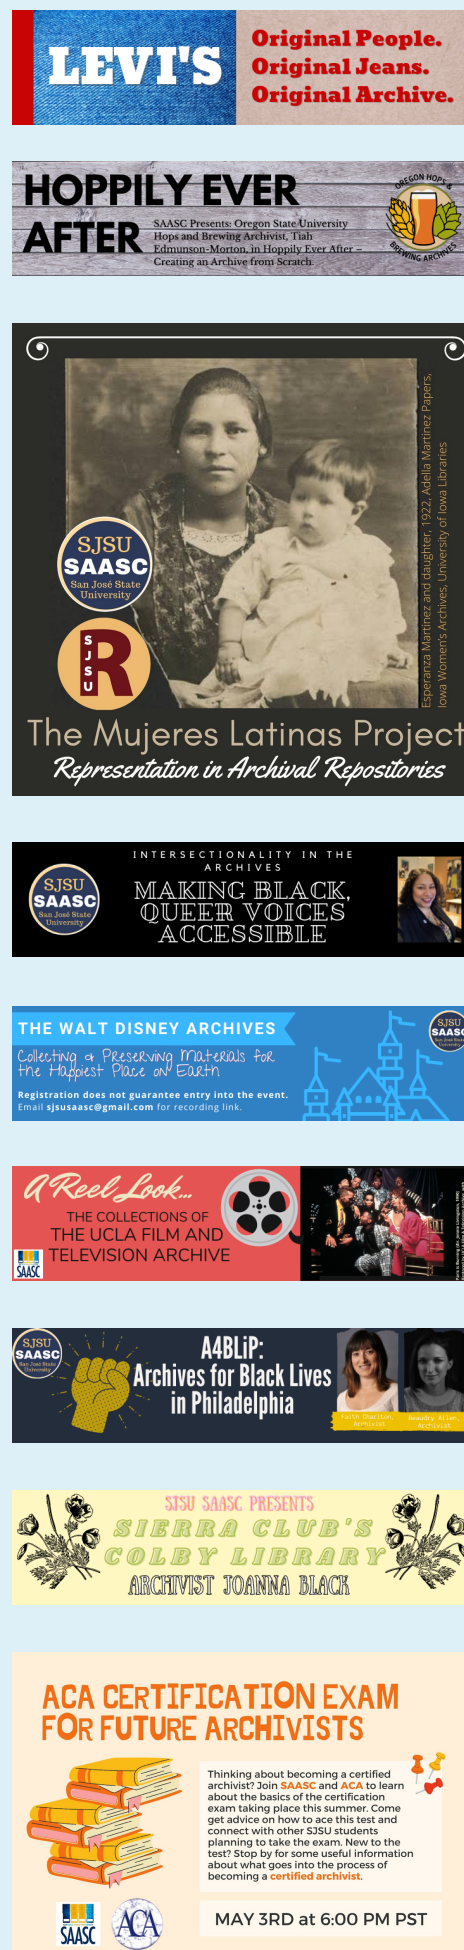 LEVI'S
Original People.
Original Jeans.
Original Archive.
HOPPILY EVER
AFTER
SAASC Presents: Oregon State University
Hops and Brewing Archivist, Tiah
Edmunson-Morton, in Hoppily Ever After –
Creating an Archive from Scratch.
OREGON HOPS &
BREWING ARCHIVES
Esperanza Martinez and daughter, 1922, Adella Martinez Papers,
Iowa Women's Archives, University of Iowa Libraries
SJSU
SAASC
San José State
University
SJSU
R
The Mujeres Latinas Project
Representation in Archival Repositories
INTERSECTIONALITY IN THE
ARCHIVES
MAKING BLACK,
QUEER VOICES
ACCESSIBLE
SJSU
SAASC
San José State
University
THE WALT DISNEY ARCHIVES
Collecting & Preserving Materials for
the Happiest Place on Earth
Registration does not guarantee entry into the event.
Email sjsusaasc@gmail.com for recording link.
SJSU
SAASC
San José State
University
A Reel Look...
THE COLLECTIONS OF
THE UCLA FILM AND
TELEVISION ARCHIVE
SAASC
SJSU
SAASC
San José State
University
A4BLiP:
Archives for Black Lives
in Philadelphia
Faith Charlton,
Archivist
Beaudry Allen,
Archivist
SJSU SAASC PRESENTS
SIERRA CLUB'S
COLBY LIBRARY
ARCHIVIST JOANNA BLACK
ACA CERTIFICATION EXAM
FOR FUTURE ARCHIVISTS
Thinking about becoming a certified
archivist? Join SAASC and ACA to learn
about the basics of the certification
exam taking place this summer. Come
get advice on how to ace this test and
connect with other SJSU students
planning to take the exam. New to the
test? Stop by for some useful information
about what goes into the process of
becoming a certified archivist.
SAASC
ACA
MAY 3RD at 6:00 PM PST